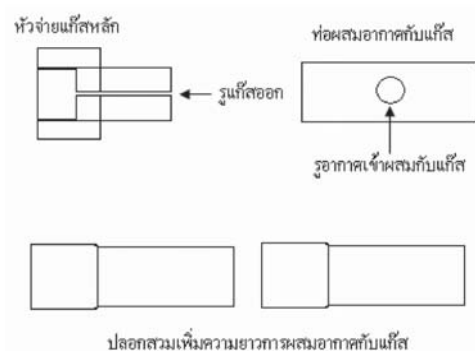 หัวจ่ายแก๊สหลัก
ท่อผสมอากาศกับแก๊ส
รูแก๊สออก
รูอากาศเข้าผสมกับแก๊ส
ปลอกสวมเพิ่มความยาวการผสมอากาศกับแก๊ส